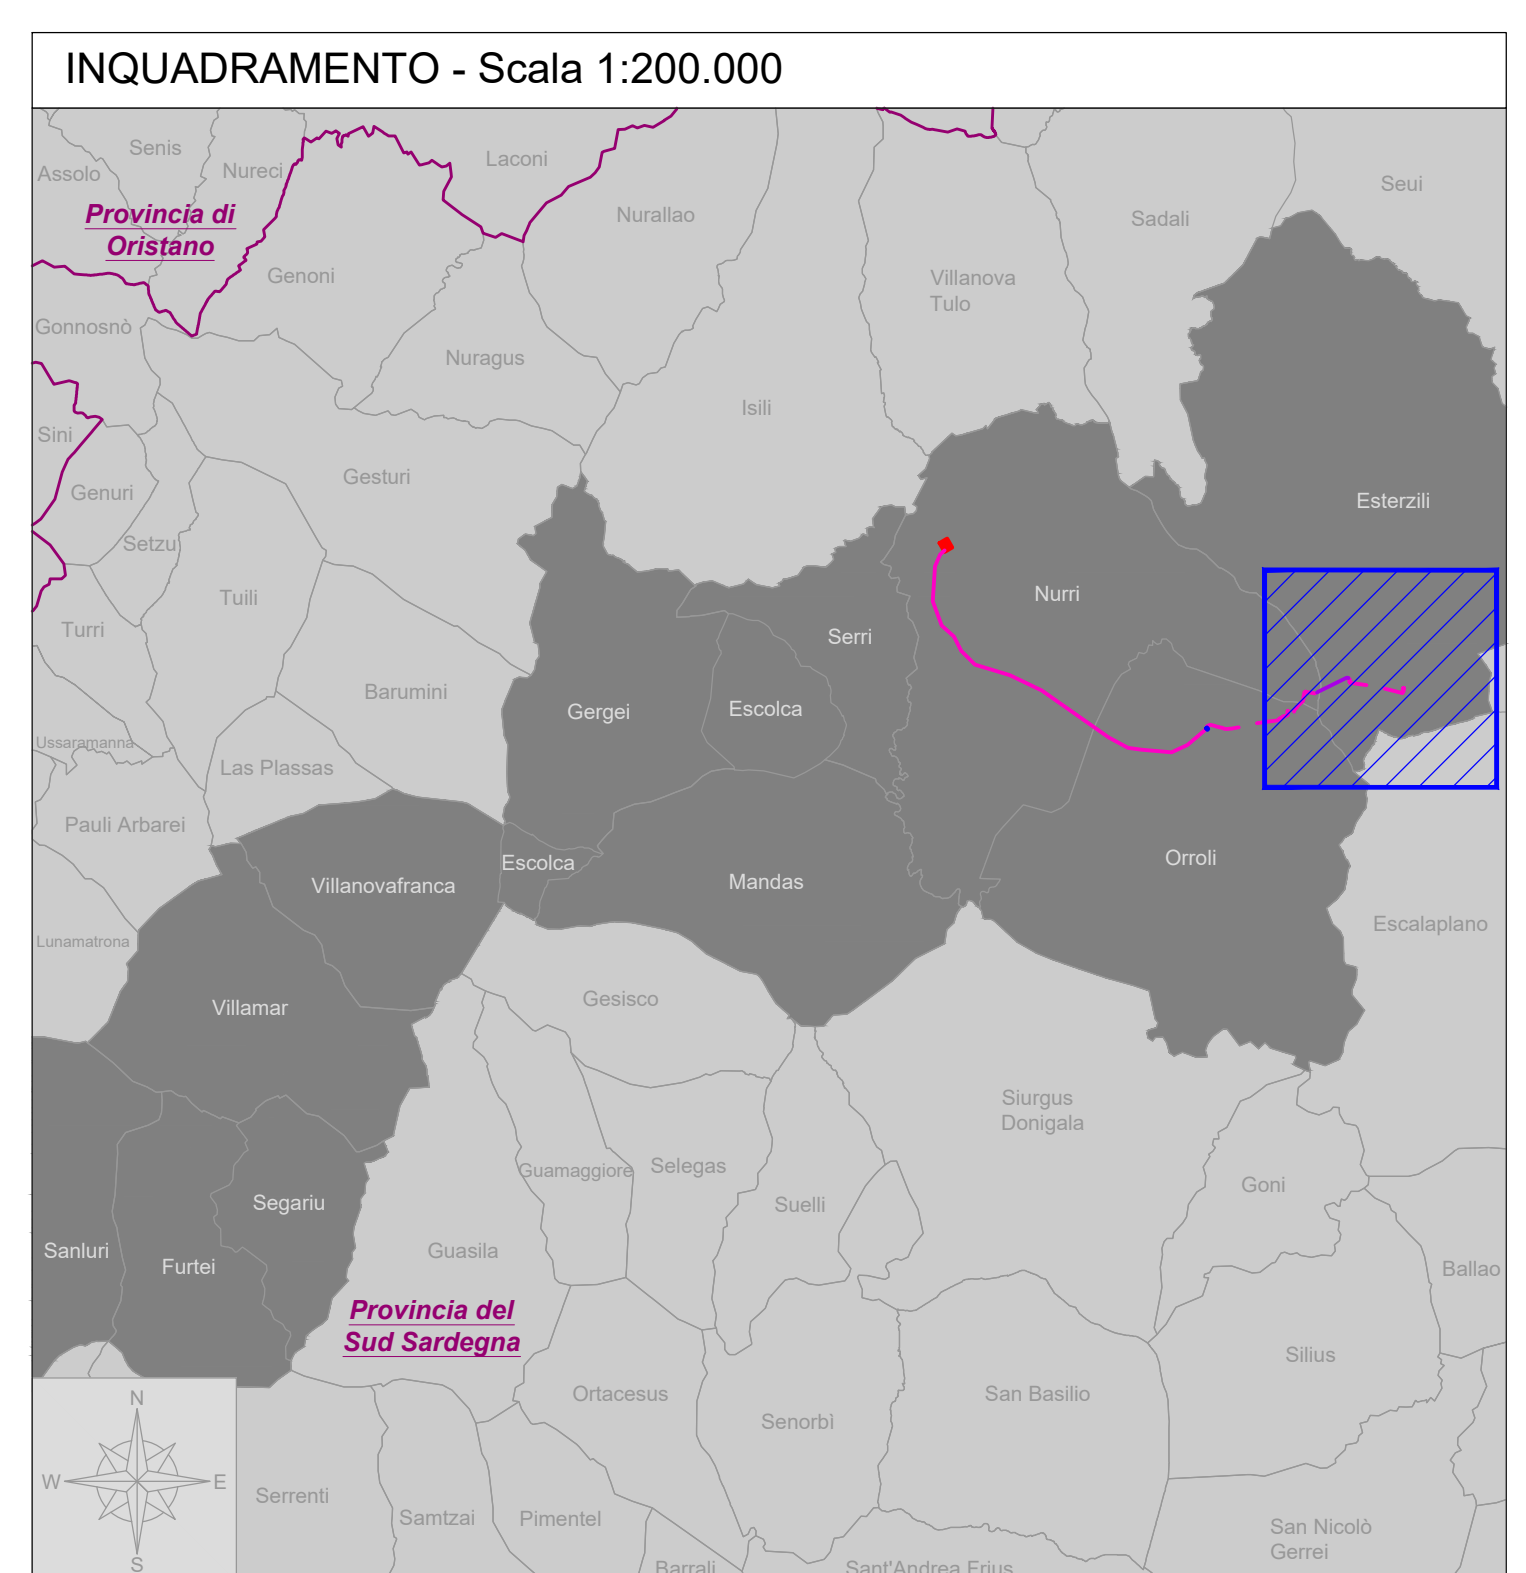 INQUADRAMENTO - Scala 1:200.000
Senis
Assolo
Nureci
Laconi
Seui
Provincia di
Oristano
Nurallao
Sadali
Genoni
Villanova
Tulo
Gonnosnò
Nuragus
Isili
Sini
Gesturi
Genuri
Esterzili
Setzu
Tuili
Nurri
Turri
Serri
Barumini
Gergei
Escolca
Ussaramanna
Las Plassas
Pauli Arbarei
Escolca
Orroli
Villanovafranca
Mandas
Escalaplano
Lunamatrona
Villamar
Gesisco
Siurgus
Donigala
Guamaggiore
Selegas
Goni
Segariu
Suelli
Sanluri
Guasila
Furtei
Ballao
Provincia del
Sud Sardegna
Silius
Ortacesus
San Basilio
Senorbì
N
W
E
S
Serrenti
Samtzai
Pimentel
San Nicolò
Gerrei
Barrali
Sant'Andrea Frius